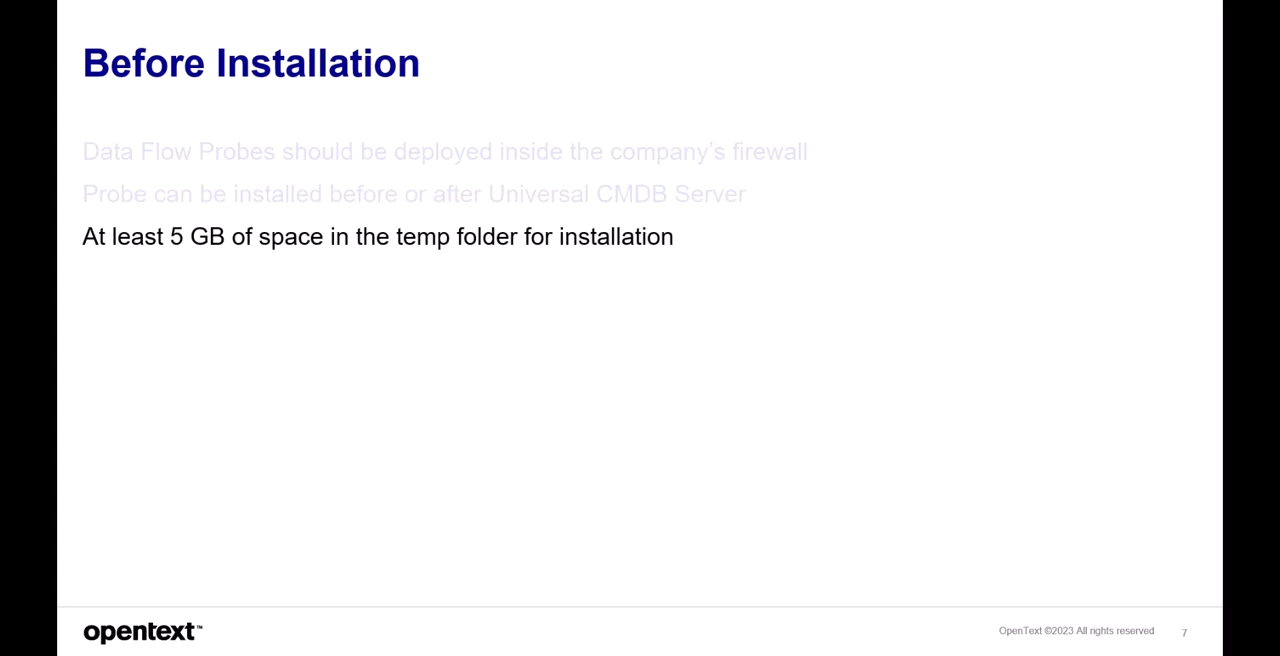 Before Installation
Data Flow Probes should be deployed inside the company’s firewall
Probe can be installed before or after Universal CMDB Server
At least 5 GB of space in the temp folder for installation
opentext™
OpenText ©2023 All rights reserved 7